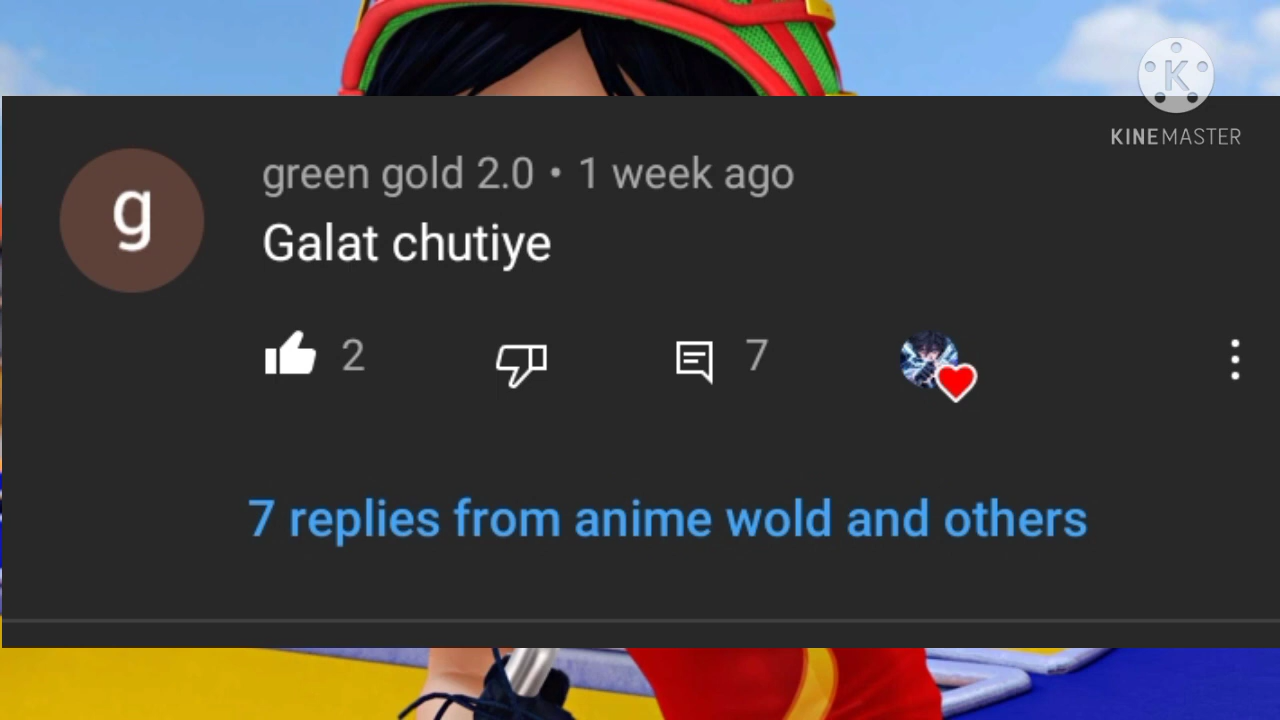 K
KINEMASTER
g
green gold 2.0 • 1 week ago
Galat chutiye
2
7
7 replies from anime wold and others